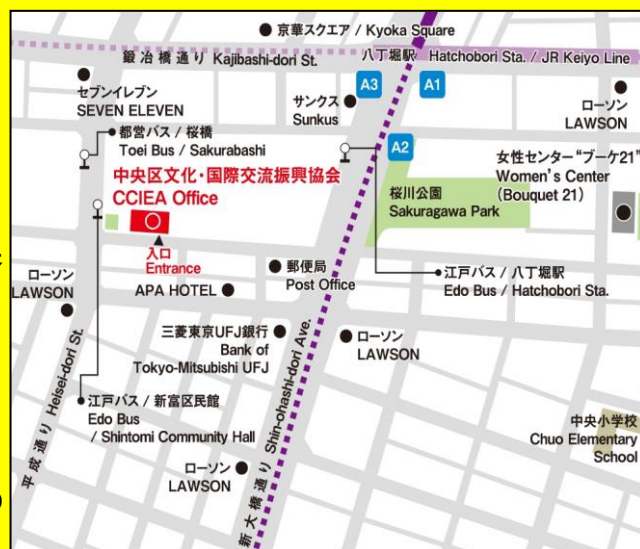 京華スクエア / Kyoka Square
鍛冶橋通り Kajibashi-dori St.
八丁堀駅 Hatchobori Sta. / JR Keiyo Line
セブンイレブン
SEVEN ELEVEN
サンクス
Sunkus
A3
A1
A2
ローソン
LAWSON
都営バス / 桜橋
Toei Bus / Sakurabashi
中央区文化・国際交流振興協会
CCIEA Office
入口
Entrance
女性センター“ブーケ21”
Women's Center
(Bouquet 21)
桜川公園
Sakuragawa Park
郵便局
Post Office
江戸バス / 八丁堀駅
Edo Bus / Hatchobori Sta.
ローソン
LAWSON
APA HOTEL
三菱東京UFJ銀行
Bank of
Tokyo-Mitsubishi UFJ
ローソン
LAWSON
江戸バス / 新富区民館
Edo Bus
/ Shintomi Community Hall
中央小学校
Chuo Elementary
School
ローソン
LAWSON
平成通り Heisei-dori St.
新大橋通り Shin-ohashi-dori Ave.